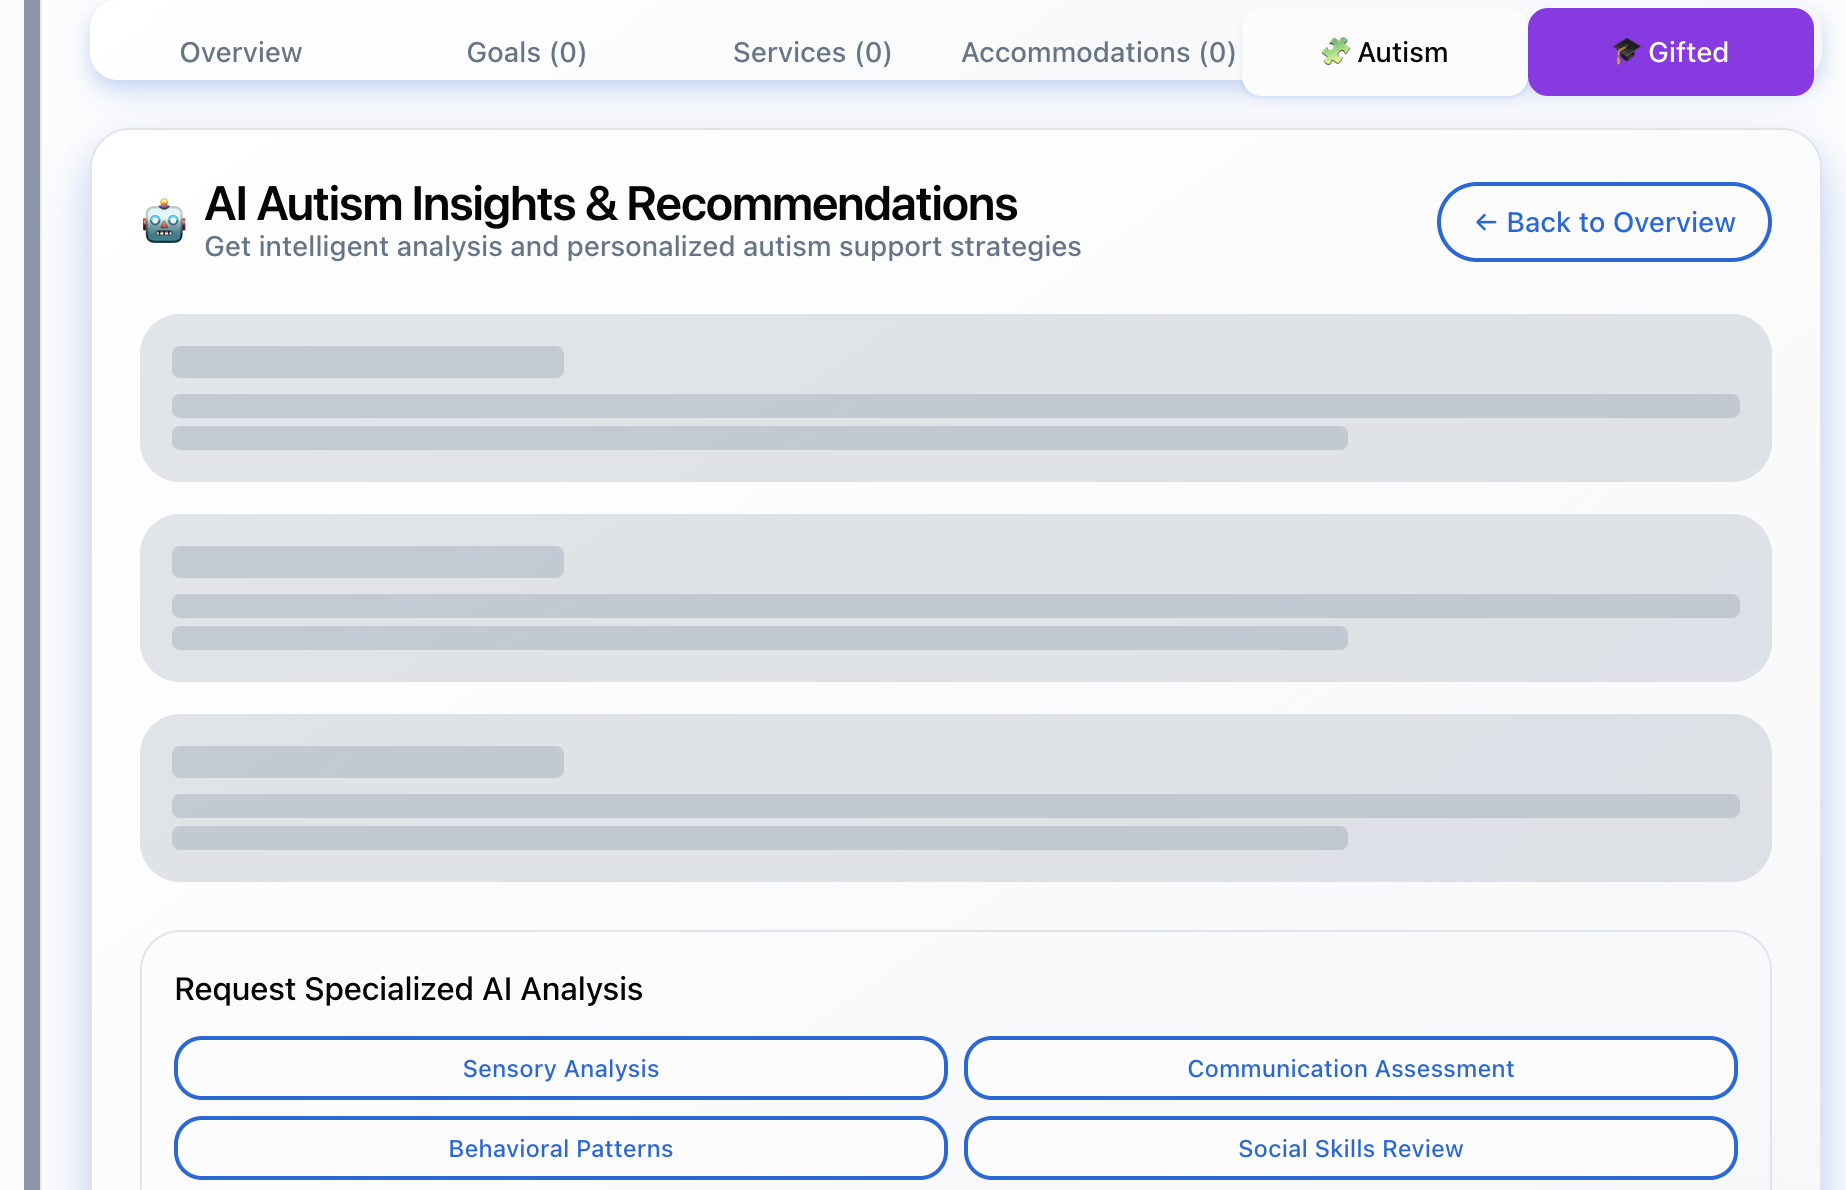 Overview Goals (0) Services (0) Accommodations (0) Autism Gifted
AI Autism Insights & Recommendations
Get intelligent analysis and personalized autism support strategies
← Back to Overview
Request Specialized AI Analysis
Sensory Analysis Communication Assessment
Behavioral Patterns Social Skills Review